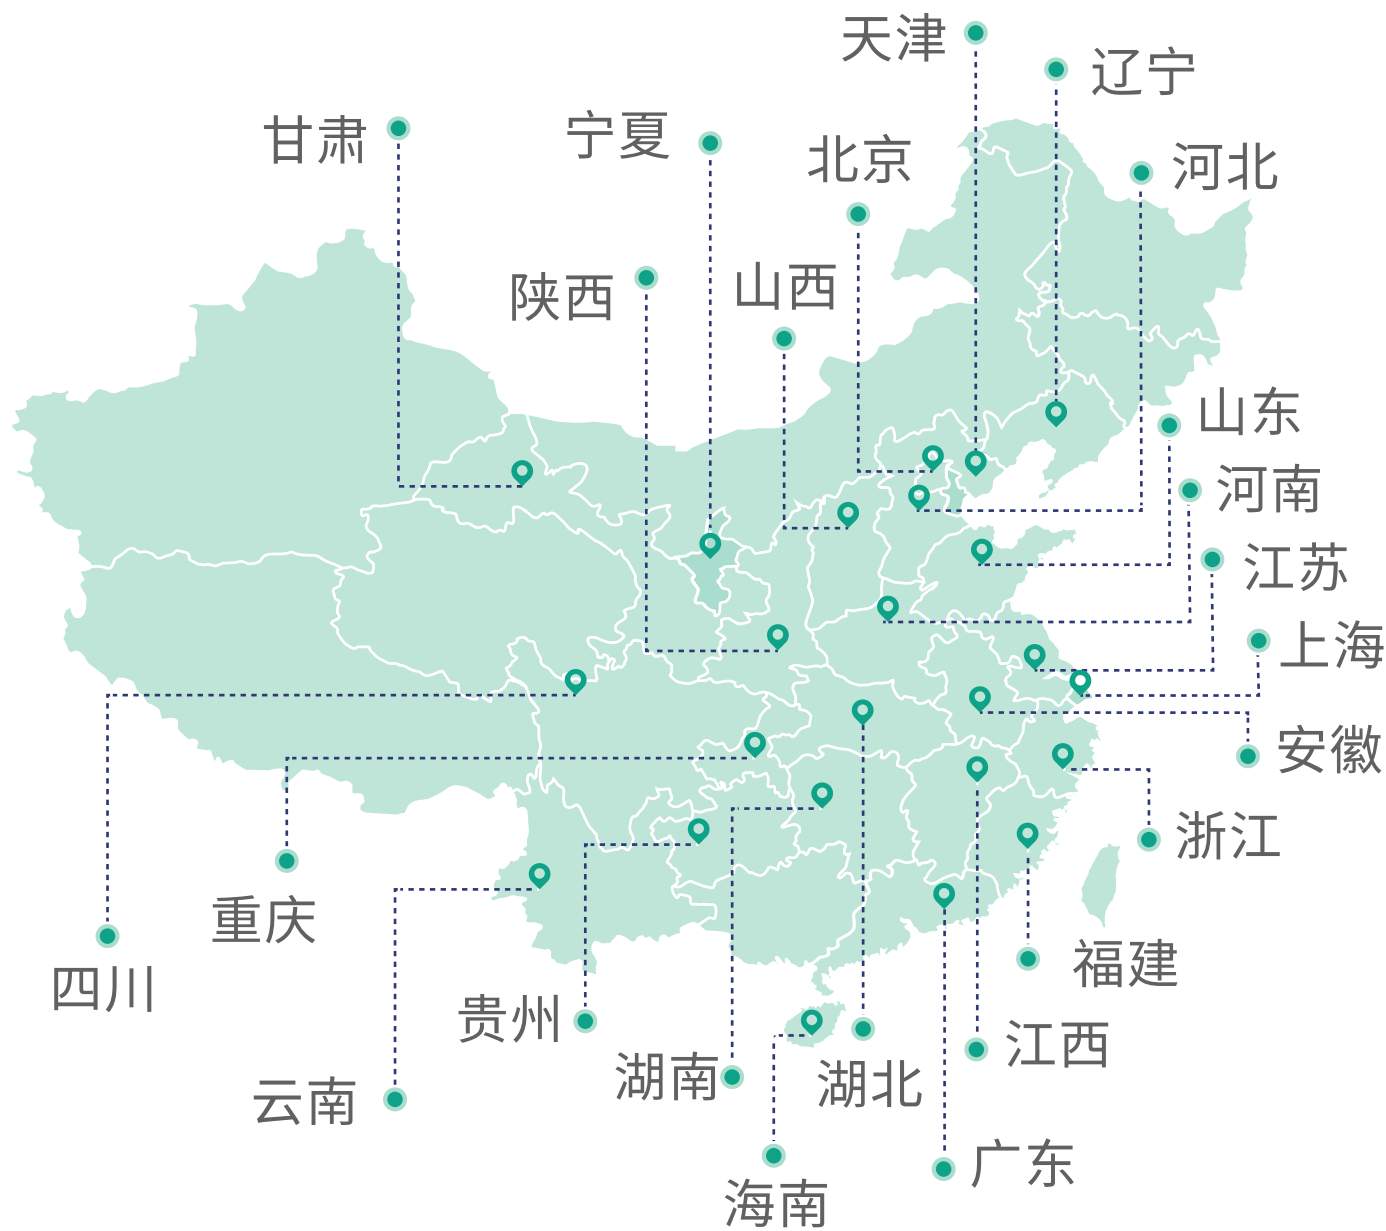 天津
辽宁
甘肃
宁夏
北京
河北
陕西
山西
山东
河南
江苏
上海
安徽
浙江
重庆
福建
四川
贵州
江西
湖南
湖北
云南
广东
海南